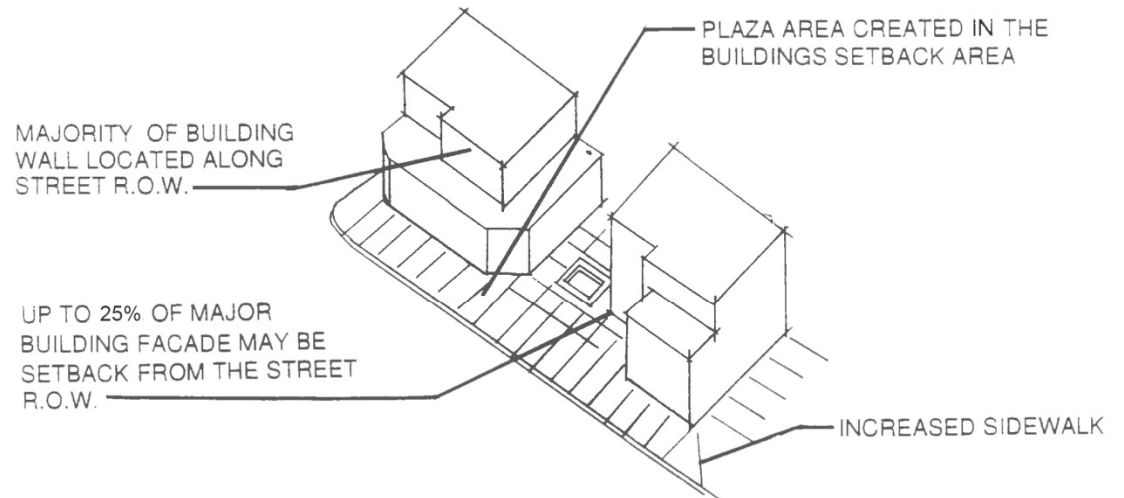 PLAZA AREA CREATED IN THE
BUILDINGS SETBACK AREA
MAJORITY OF BUILDING
WALL LOCATED ALONG
STREET R.O.W.
UP TO 25% OF MAJOR
BUILDING FACADE MAY BE
SETBACK FROM THE STREET
R.O.W.
INCREASED SIDEWALK